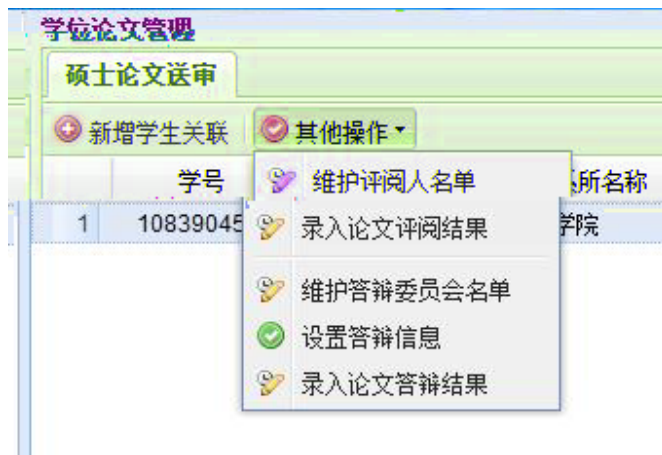 学位论文管理
硕士论文送审
新增学生关联 其他操作
学号 所名称
1 10839045 学院
维护评阅人名单
录入论文评阅结果
维护答辩委员会名单
设置答辩信息
录入论文答辩结果